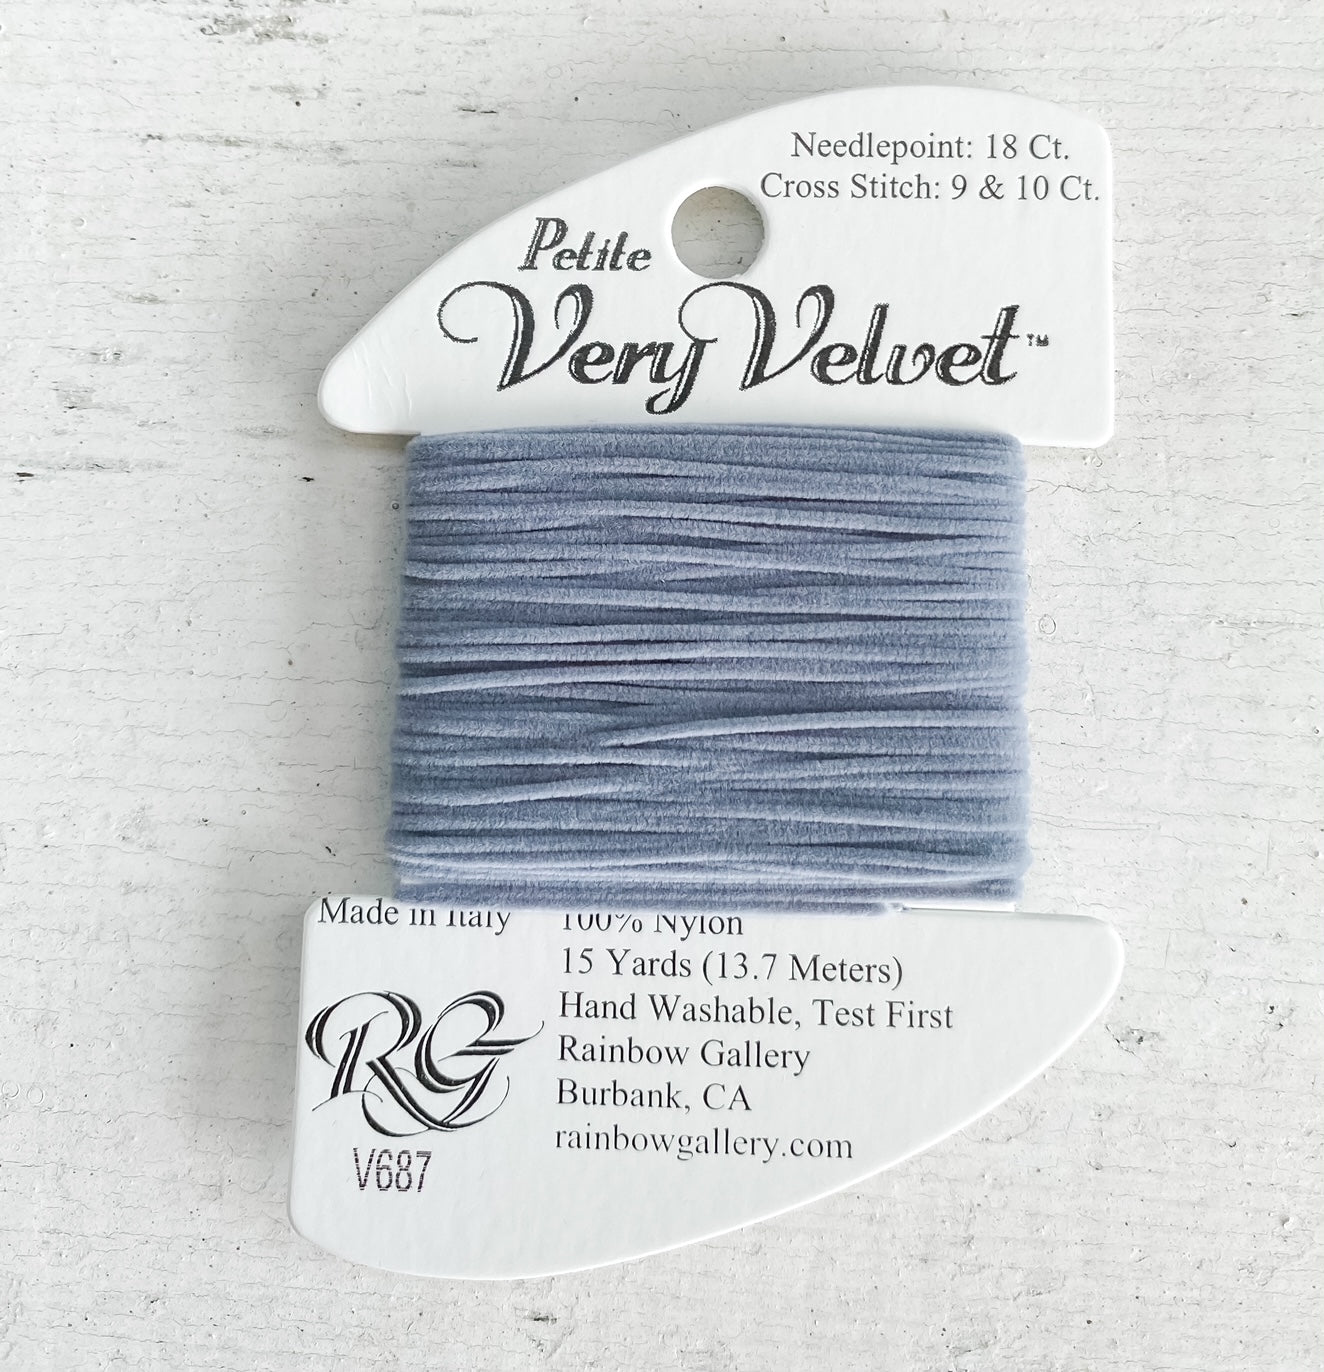 Needlepoint: 18 Ct.
Cross Stitch: 9 & 10 Ct.
Petite
Very Velvet™
Made in Italy
100% Nylon
15 Yards (13.7 Meters)
Hand Washable, Test First
Rainbow Gallery
Burbank, CA
rainbowgallery.com
RG
V687